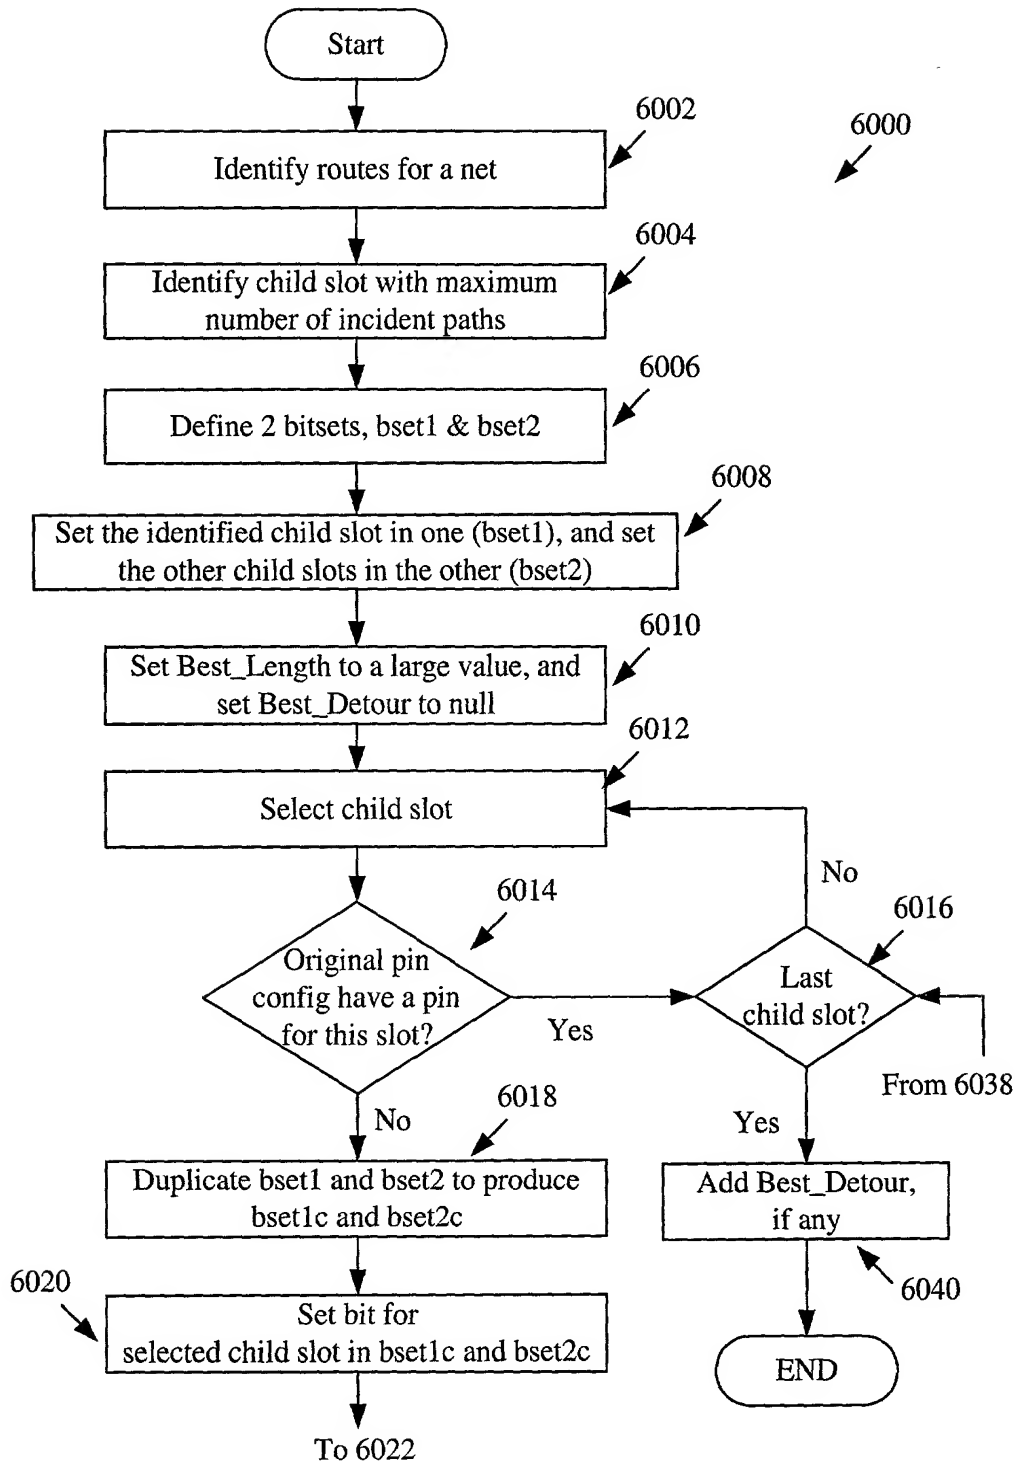 Start
6002
6000
Identify routes for a net
6004
Identify child slot with maximum
number of incident paths
6006
Define 2 bitsets, bset1 & bset2
6008
Set the identified child slot in one (bset1), and set
the other child slots in the other (bset2)
6010
Set Best_Length to a large value, and
set Best_Detour to null
6012
Select child slot
No
6014
6016
Original pin
config have a pin
for this slot?
Last
child slot?
Yes
From 6038
6018
No
Yes
Duplicate bset1 and bset2 to produce
bset1c and bset2c
Add Best_Detour,
if any
6020
6040
Set bit for
selected child slot in bset1c and bset2c
END
To 6022